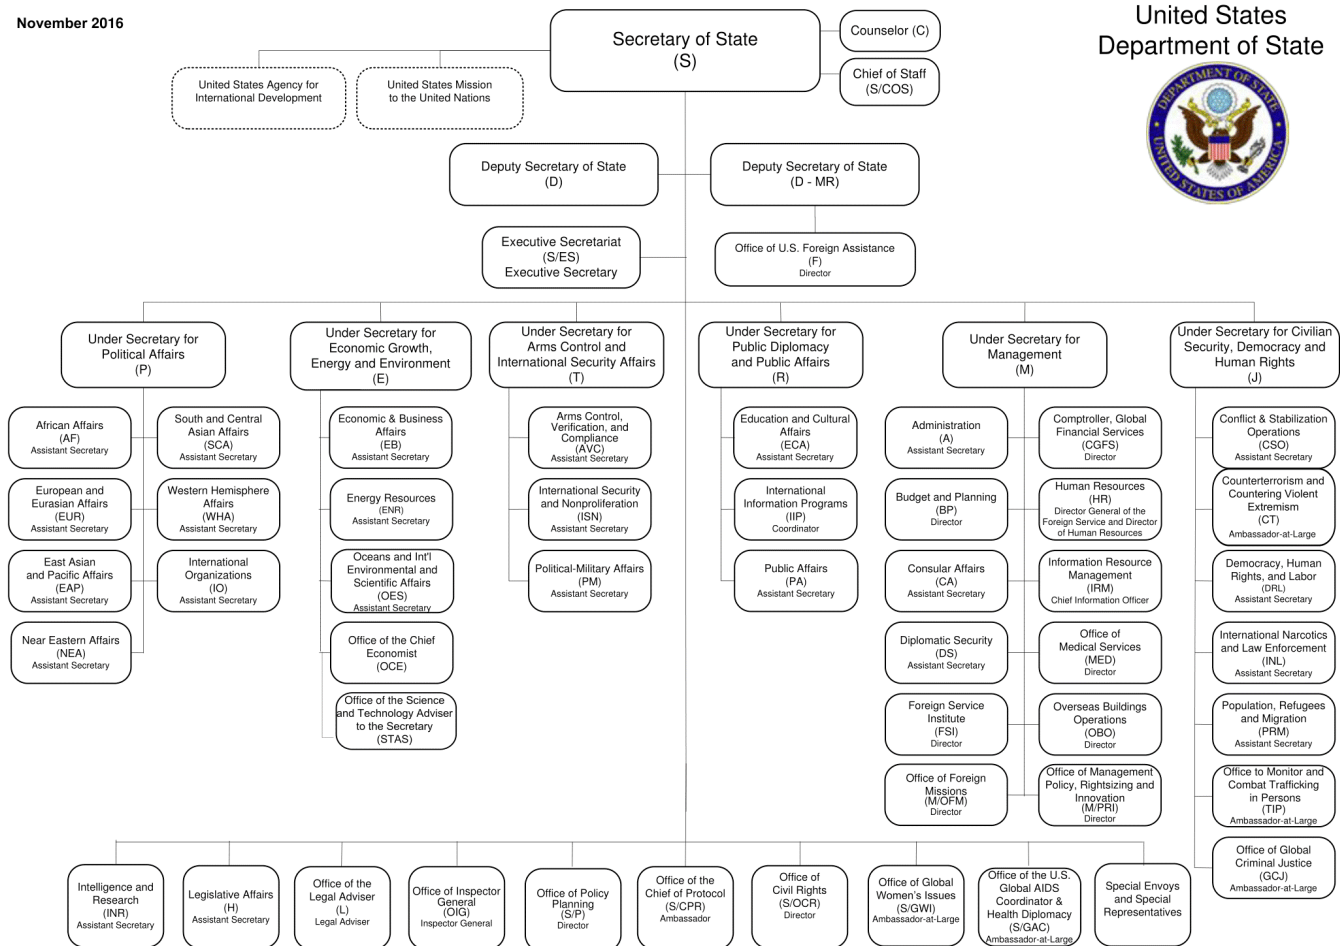 November 2016
United States
Department of State
DEPARTMENT OF STATE
UNITED STATES OF AMERICA
Secretary of State
(S)
Counselor (C)
Chief of Staff
(S/COS)
United States Agency for
International Development
United States Mission
to the United Nations
Deputy Secretary of State
(D)
Deputy Secretary of State
(D - MR)
Executive Secretariat
(S/ES)
Executive Secretary
Office of U.S. Foreign Assistance
(F)
Director
Under Secretary for
Political Affairs
(P)
Under Secretary for
Economic Growth,
Energy and Environment
(E)
Under Secretary for
Arms Control and
International Security Affairs
(T)
Under Secretary for
Public Diplomacy
and Public Affairs
(R)
Under Secretary for
Management
(M)
Under Secretary for Civilian
Security, Democracy and
Human Rights
(J)
African Affairs
(AF)
Assistant Secretary
South and Central
Asian Affairs
(SCA)
Assistant Secretary
European and
Eurasian Affairs
(EUR)
Assistant Secretary
Western Hemisphere
Affairs
(WHA)
Assistant Secretary
East Asian
and Pacific Affairs
(EAP)
Assistant Secretary
International
Organizations
(IO)
Assistant Secretary
Near Eastern Affairs
(NEA)
Assistant Secretary
Economic & Business
Affairs
(EB)
Assistant Secretary
Energy Resources
(ENR)
Assistant Secretary
Oceans and Int'l
Environmental and
Scientific Affairs
(OES)
Assistant Secretary
Office of the Chief
Economist
(OCE)
Office of the Science
and Technology Adviser
to the Secretary
(STAS)
Arms Control,
Verification, and
Compliance
(AVC)
Assistant Secretary
International Security
and Nonproliferation
(ISN)
Assistant Secretary
Political-Military Affairs
(PM)
Assistant Secretary
Education and Cultural
Affairs
(ECA)
Assistant Secretary
International
Information Programs
(IIP)
Coordinator
Public Affairs
(PA)
Assistant Secretary
Administration
(A)
Assistant Secretary
Comptroller, Global
Financial Services
(CGFS)
Director
Budget and Planning
(BP)
Director
Human Resources
(HR)
Director General of the
Foreign Service and Director
of Human Resources
Consular Affairs
(CA)
Assistant Secretary
Information Resource
Management
(IRM)
Chief Information Officer
Diplomatic Security
(DS)
Assistant Secretary
Office of
Medical Services
(MED)
Director
Foreign Service
Institute
(FSI)
Director
Overseas Buildings
Operations
(OBO)
Director
Office of Foreign
Missions
(M/OFM)
Director
Office of Management
Policy, Rightsizing and
Innovation
(M/PRI)
Director
Conflict & Stabilization
Operations
(CSO)
Assistant Secretary
Counterterrorism and
Countering Violent
Extremism
(CT)
Ambassador-at-Large
Democracy, Human
Rights, and Labor
(DRL)
Assistant Secretary
International Narcotics
and Law Enforcement
(INL)
Assistant Secretary
Population, Refugees
and Migration
(PRM)
Assistant Secretary
Office to Monitor and
Combat Trafficking
in Persons
(TIP)
Ambassador-at-Large
Office of Global
Criminal Justice
(GCJ)
Ambassador-at-Large
Intelligence and
Research
(INR)
Assistant Secretary
Legislative Affairs
(H)
Assistant Secretary
Office of the
Legal Adviser
(L)
Legal Adviser
Office of Inspector
General
(OIG)
Inspector General
Office of Policy
Planning
(S/P)
Director
Office of the
Chief of Protocol
(S/CPR)
Ambassador
Office of
Civil Rights
(S/OCR)
Director
Office of Global
Women's Issues
(S/GWI)
Ambassador-at-Large
Office of the U.S.
Global AIDS
Coordinator &
Health Diplomacy
(S/GAC)
Ambassador-at-Large
Special Envoys
and Special
Representatives